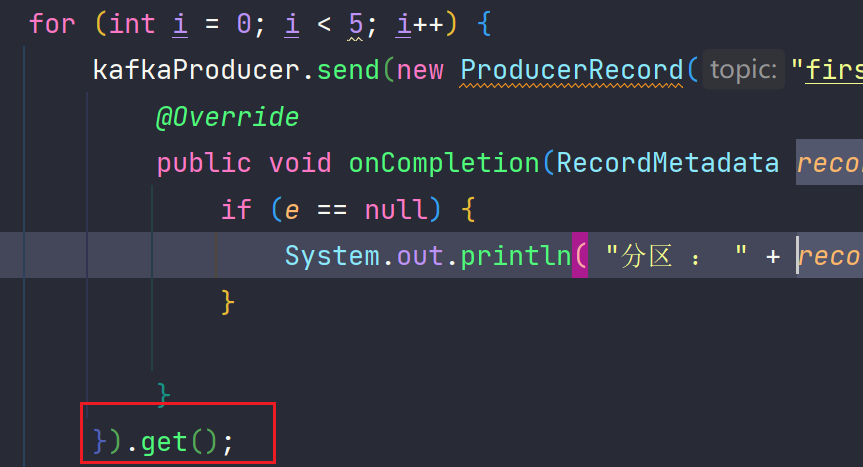 for (int i = 0; i < 5; i++) {
kafkaProducer.send(new ProducerRecord( topic: "firs
@Override
public void onCompletion(RecordMetadata reco
if (e == null) {
System.out.println( "分区 ： " + reco
}
}
}).get();